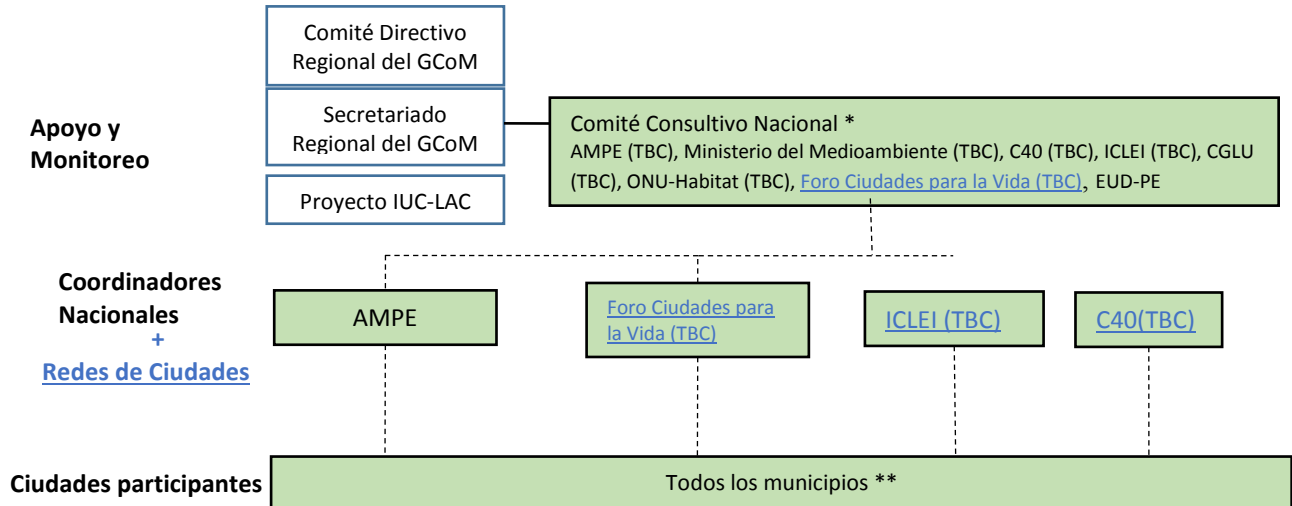 Comité Directivo
Regional del GCoM
Apoyo y
Monitoreo
Secretariado
Regional del GCoM
Comité Consultivo Nacional *
AMPE (TBC), Ministerio del Medioambiente (TBC), C40 (TBC), ICLEI (TBC), CGLU
(TBC), ONU-Habitat (TBC), Foro Ciudades para la Vida (TBC), EUD-PE
Proyecto IUC-LAC
Coordinadores
Nacionales
+
Redes de Ciudades
AMPE
Foro Ciudades para
la Vida (TBC)
ICLEI (TBC)
C40(TBC)
Ciudades participantes
Todos los municipios **